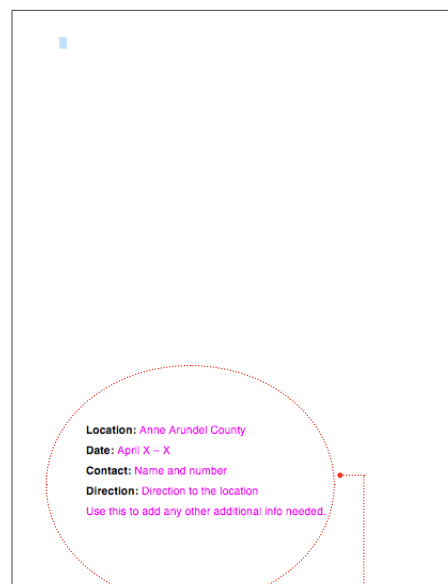 Location: Anne Arundel County
Date: April X – X
Contact: Name and number
Direction: Direction to the location
Use this to add any other additional info needed.